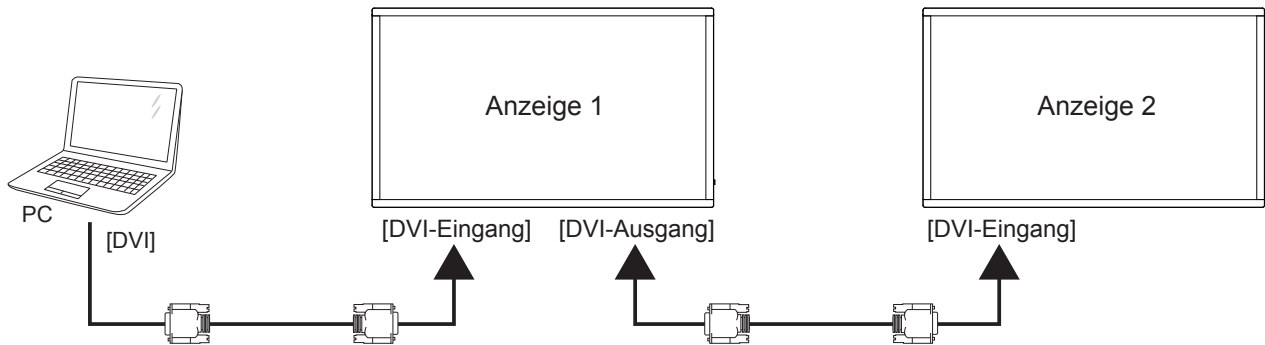 Anzeige 1
Anzeige 2
PC
[DVI]
[DVI-Eingang]
[DVI-Ausgang]
[DVI-Eingang]